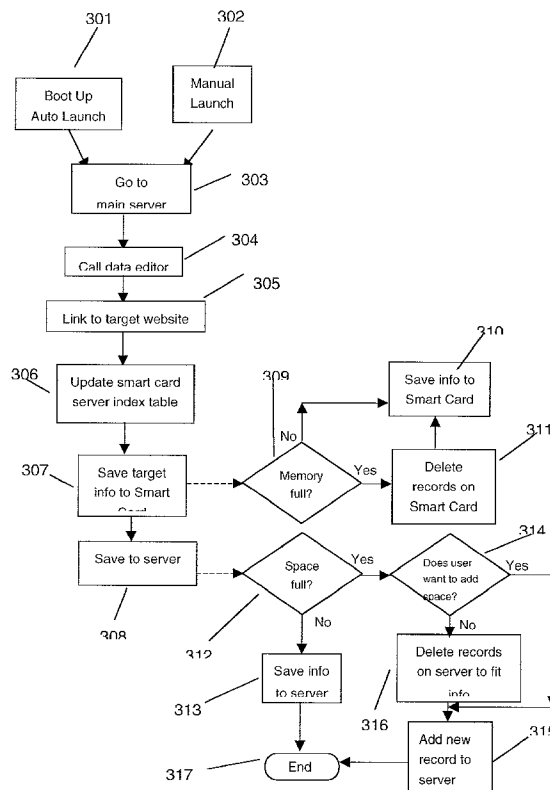 301
302
Boot Up
Auto Launch
Manual
Launch
Go to
main server
303
304
Call data editor
305
Link to target website
306
Update smart card
server index table
309
310
Save info to
Smart Card
307
Save target
info to Smart
Card
No
Memory
full?
Yes
Delete
records on
Smart Card
311
Save to server
308
Space
full?
Yes
312
No
Does user
want to add
space?
Yes
314
No
Save info
to server
313
Delete records
on server to fit
info
316
Add new
record to
server
315
End
317